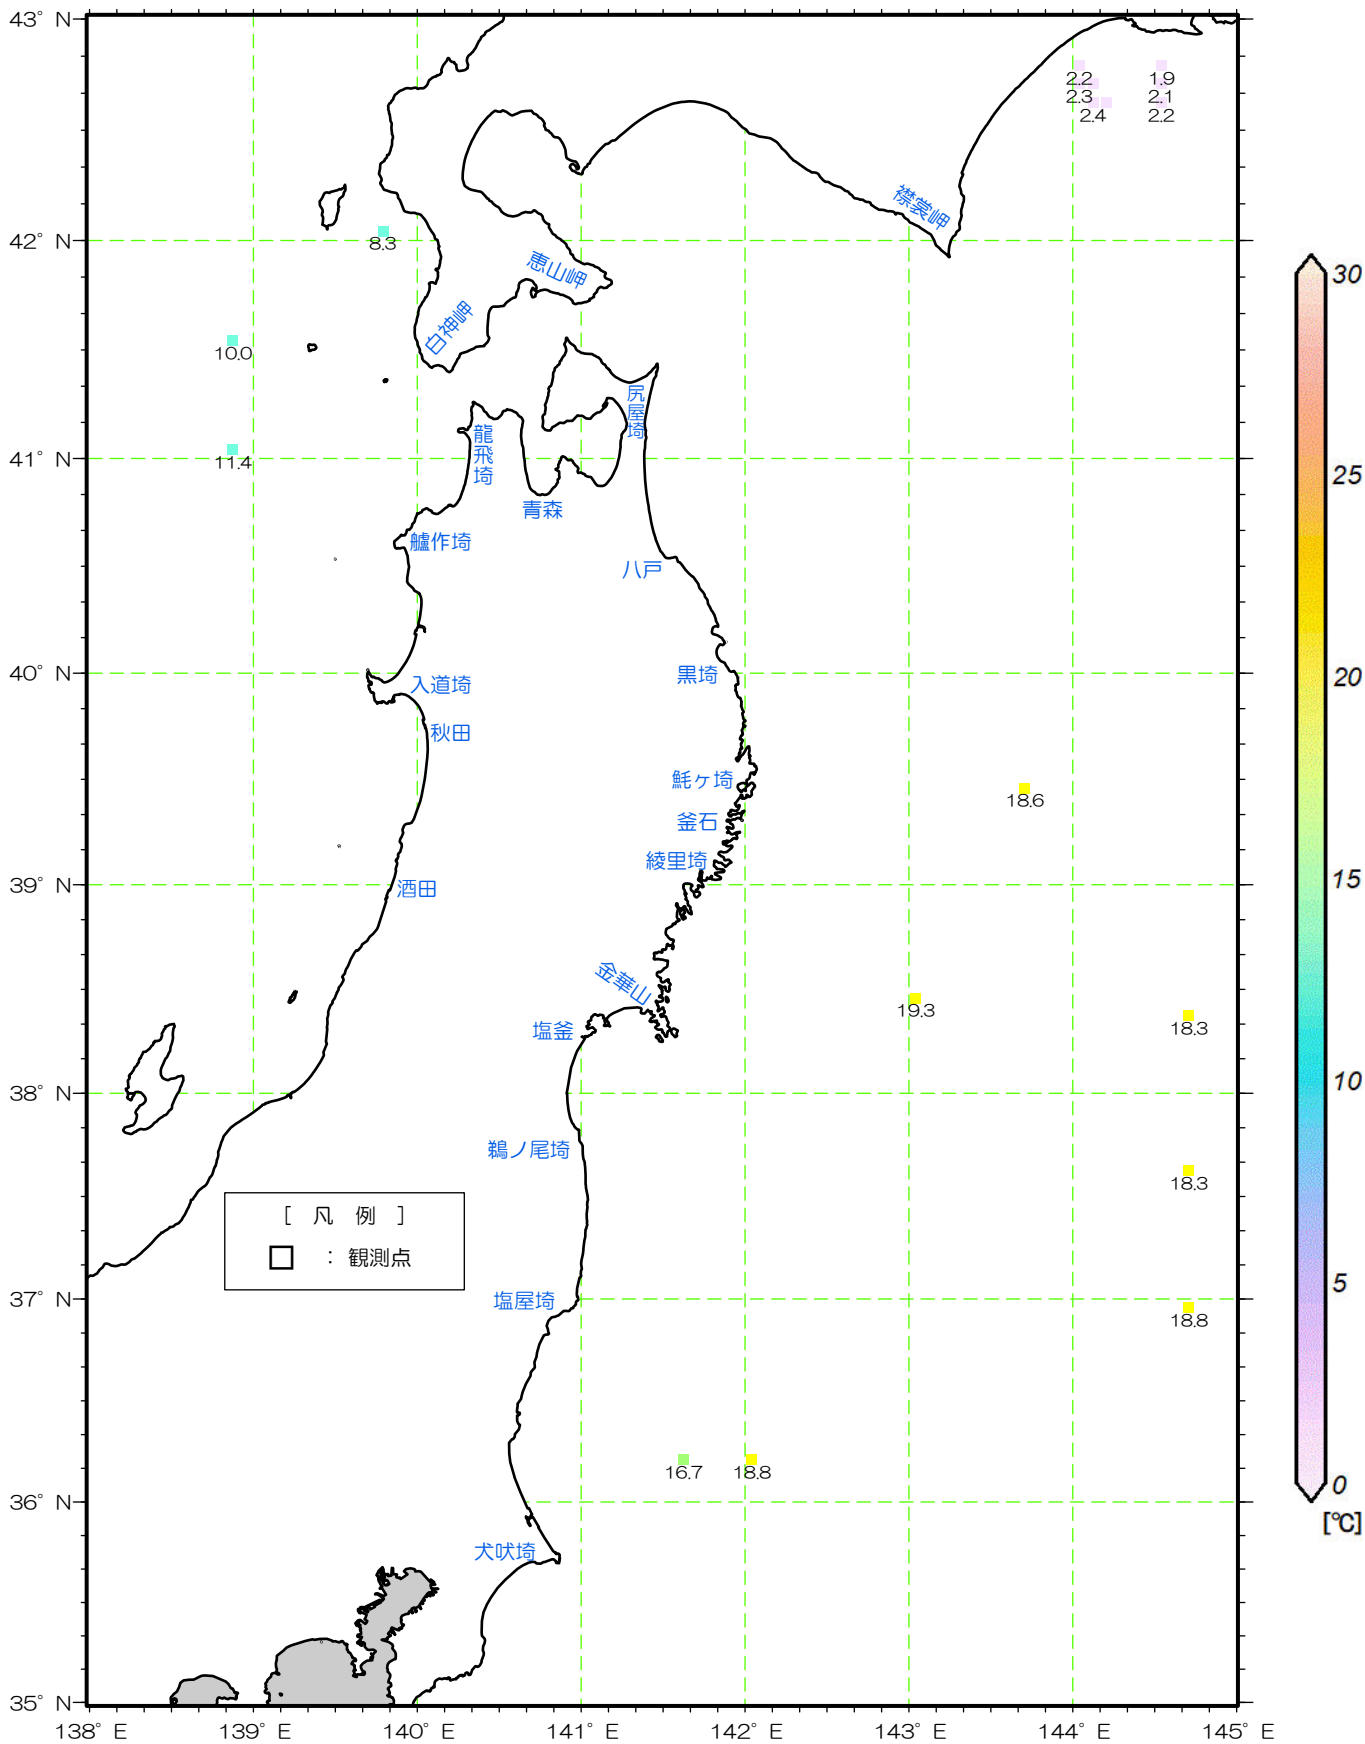 43° N
2.2
1.9
2.3
2.1
2.4
2.2
襟裳岬
42° N
8.3
恵山岬
30
白神岬
10.0
尻屋埼
龍飛埼
41° N
11.4
25
青森
艫作埼
八戸
40° N
黒埼
20
入道埼
秋田
魹ヶ埼
18.6
釜石
綾里埼
15
39° N
酒田
金華山
19.3
18.3
塩釜
10
38° N
鵜ノ尾埼
18.3
[ 凡 例 ]
□ : 観測点
5
37° N
塩屋埼
18.8
16.7
18.8
0
36° N
[℃]
犬吠埼
35° N
138° E
139° E
140° E
141° E
142° E
143° E
144° E
145° E